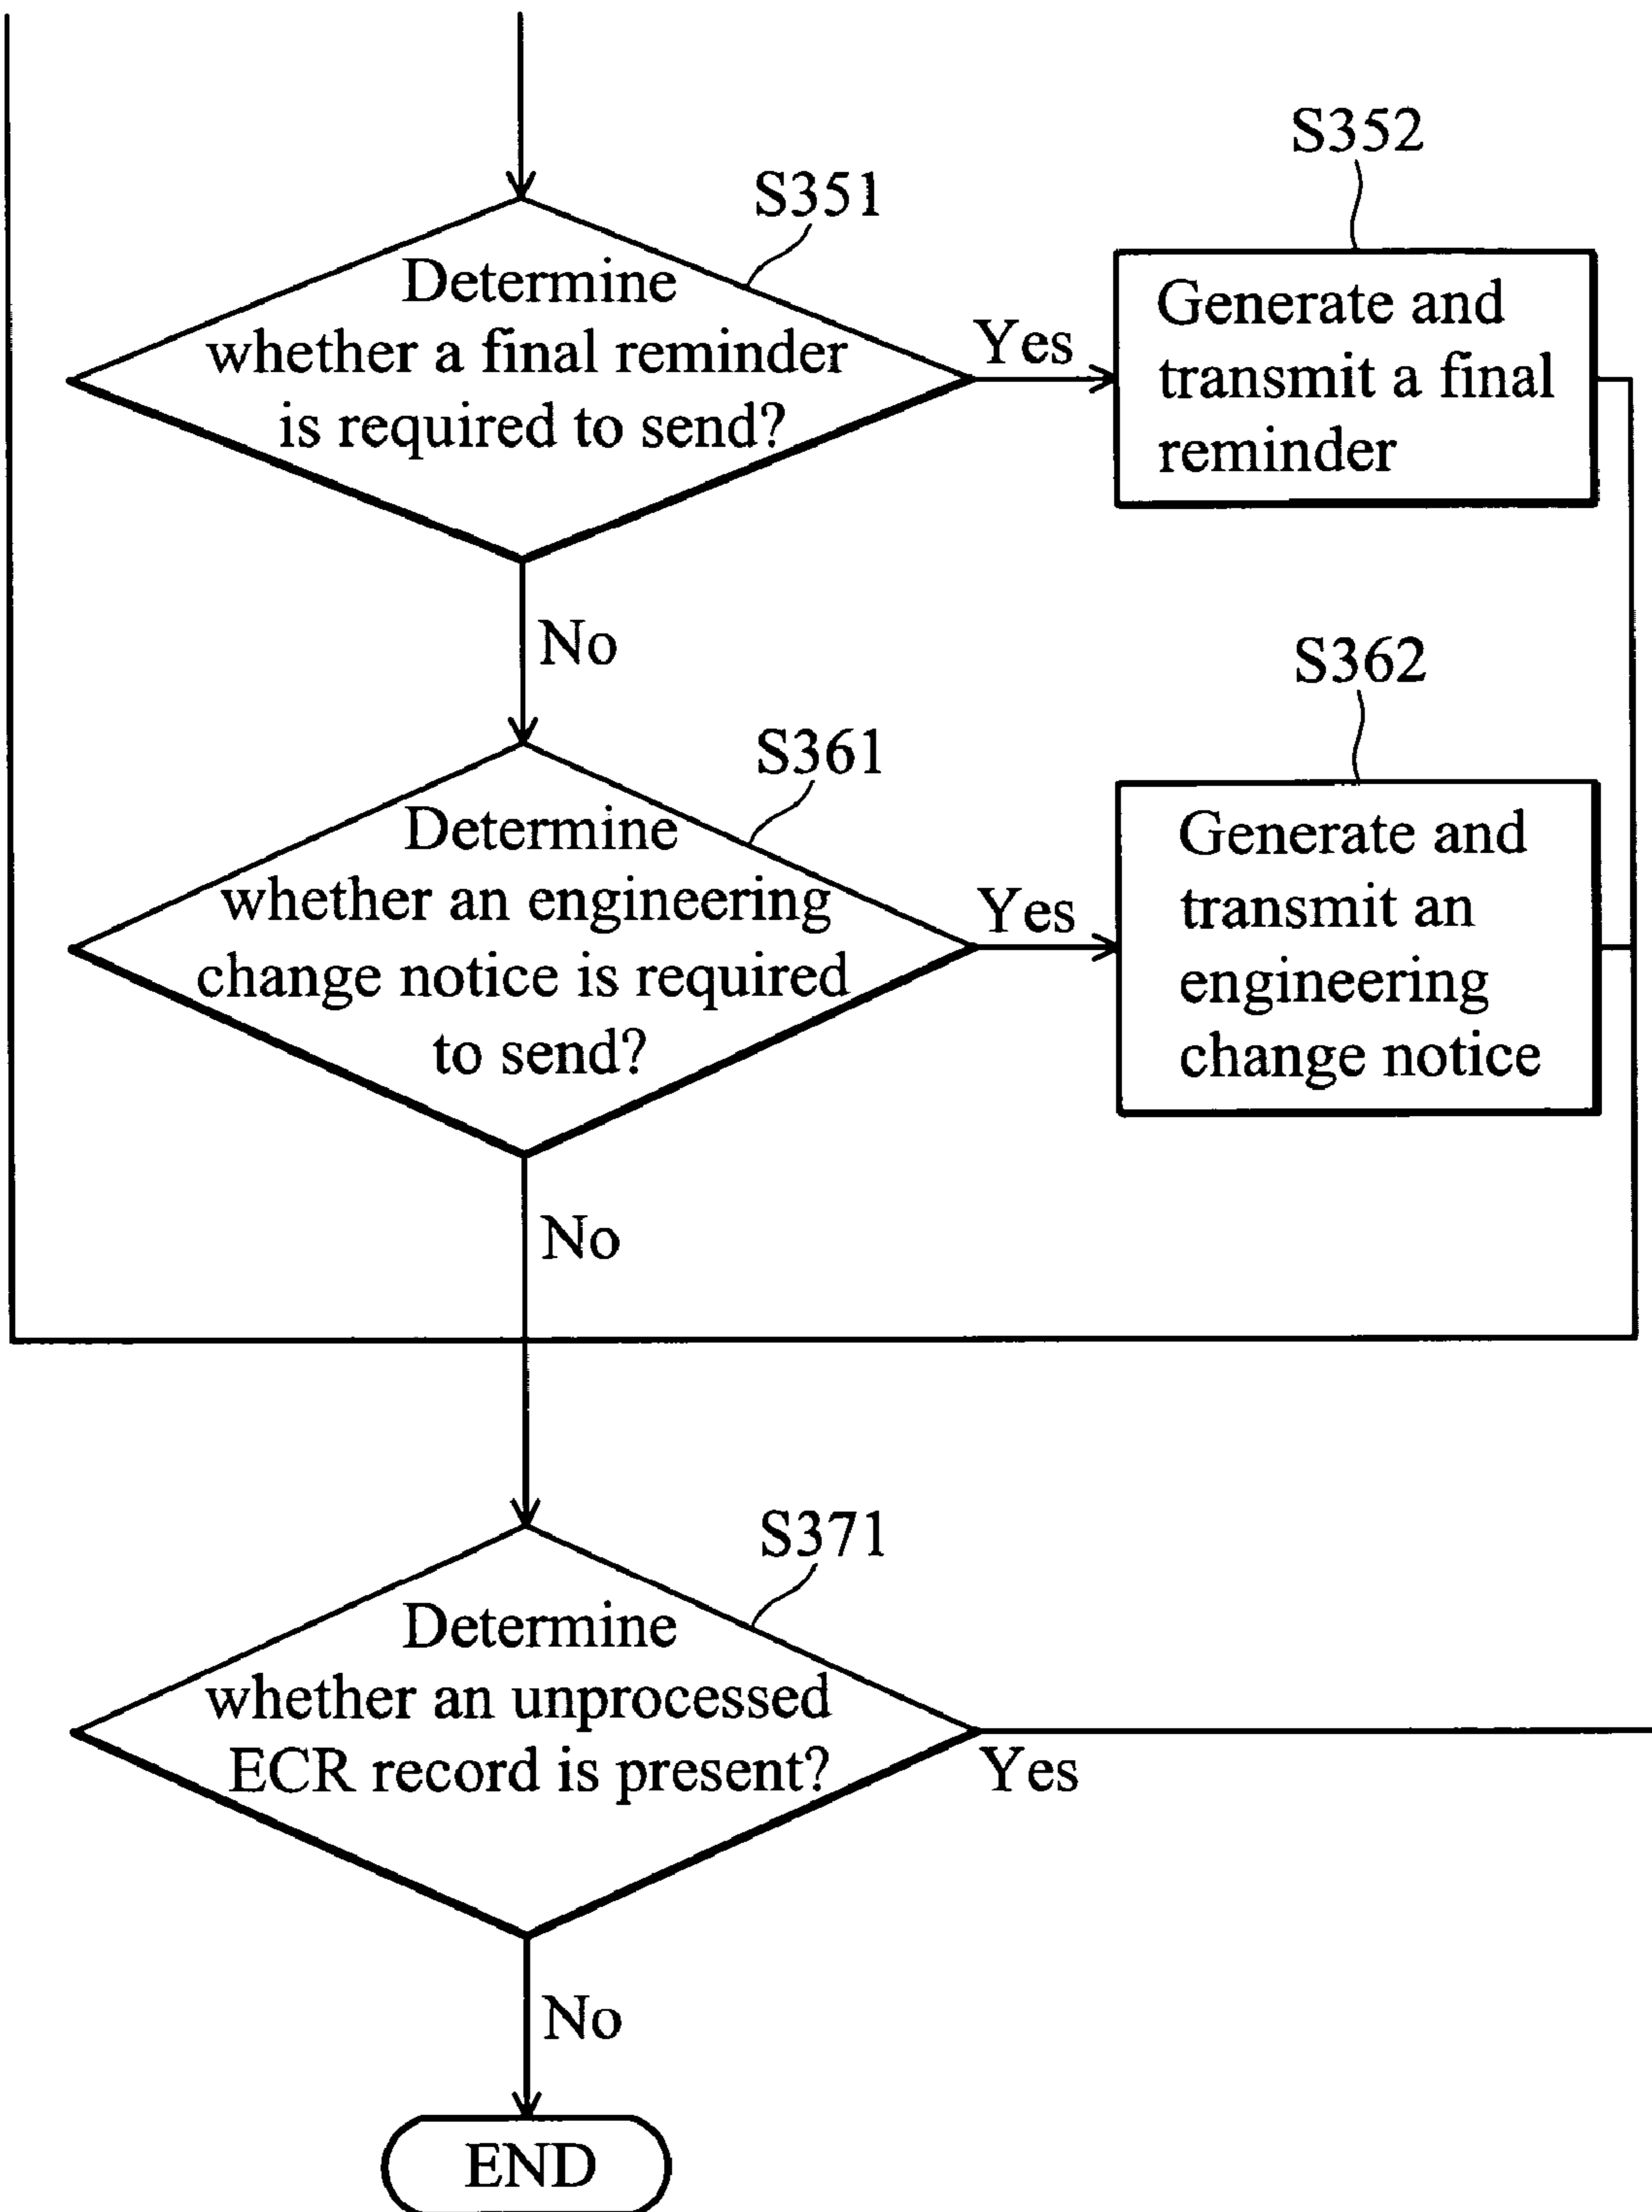 S351
Determine
whether a final reminder
is required to send?
Yes
S352
Generate and
transmit a final
reminder
No
S361
Determine
whether an engineering
change notice is required
to send?
Yes
S362
Generate and
transmit an
engineering
change notice
No
S371
Determine
whether an unprocessed
ECR record is present?
Yes
No
END